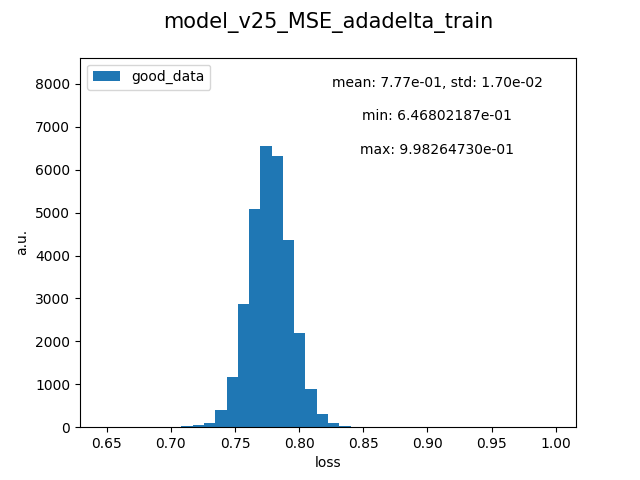 model_v25_MSE_adadelta_train
good_data
mean: 7.77e-01, std: 1.70e-02
min: 6.46802187e-01
max: 9.98264730e-01
a.u.
8000
7000
6000
5000
4000
3000
2000
1000
0
0.65 0.70 0.75 0.80 0.85 0.90 0.95 1.00
loss